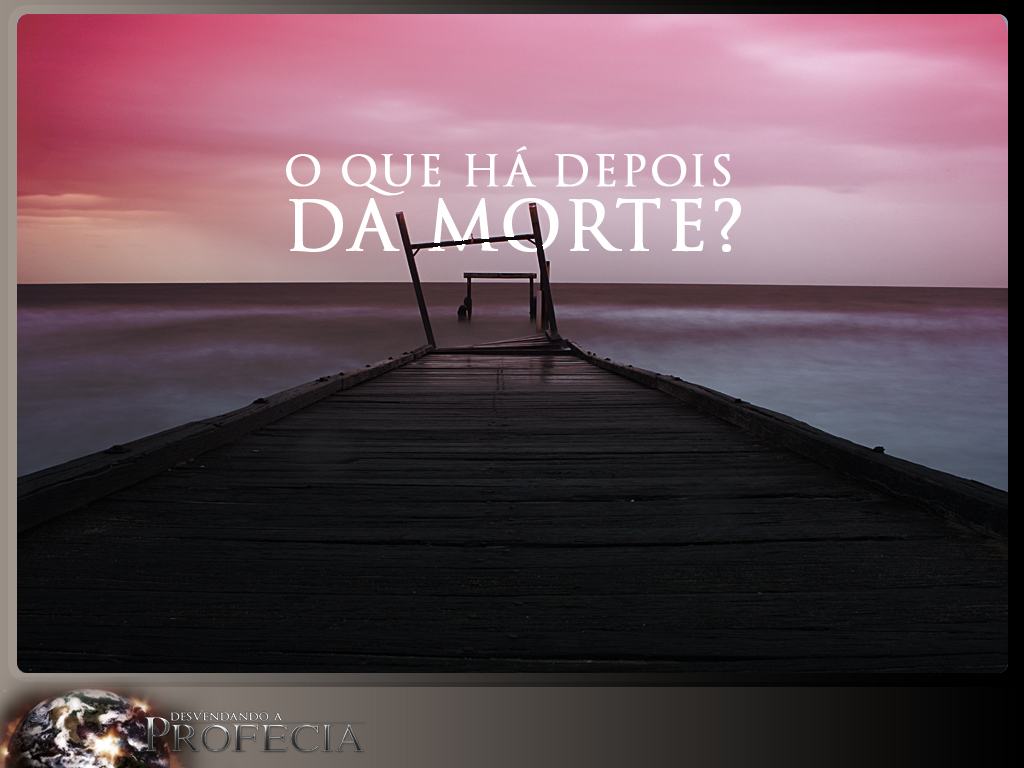 O QUE HÁ DEPOIS
DA MORTE?
DESVENDANDO A
PROFECIA